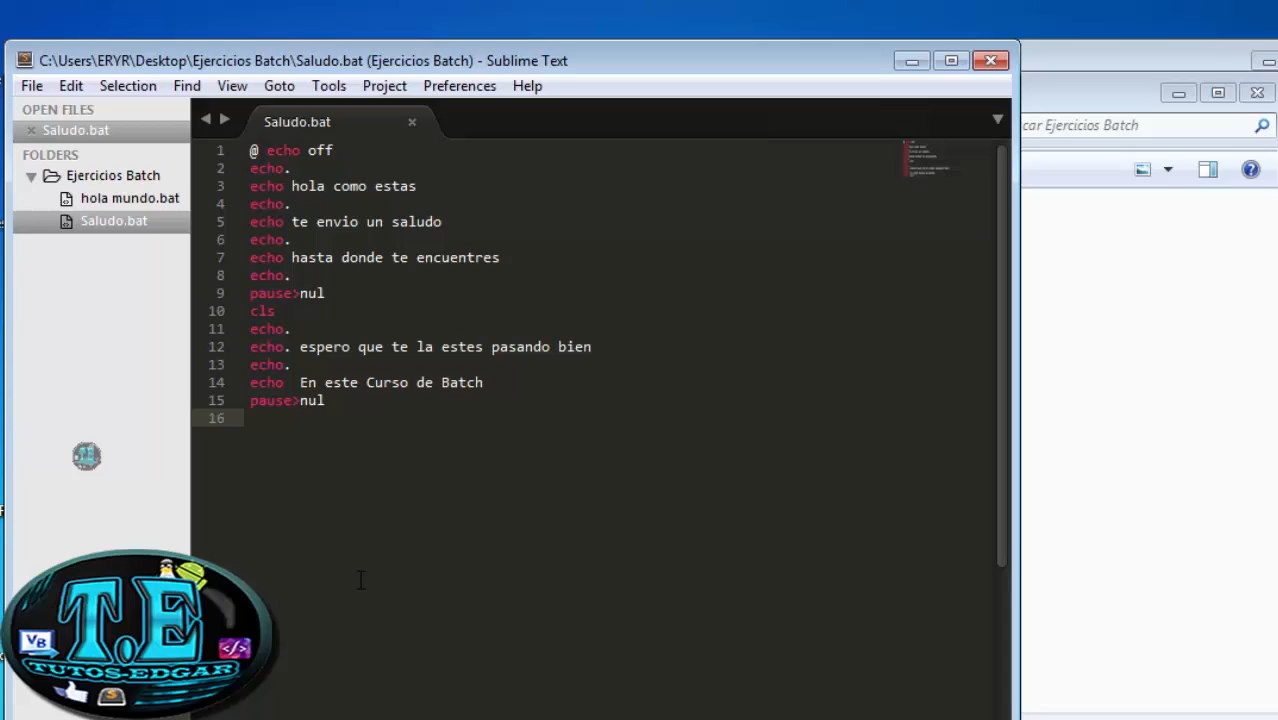 C:\Users\ERYR\Desktop\Ejercicios Batch\Saludo.bat (Ejercicios Batch) - Sublime Text
File Edit Selection Find View Goto Tools Project Preferences Help
car Ejercicios Batch
OPEN FILES
Saludo.bat
FOLDERS
Ejercicios Batch
hola mundo.bat
Saludo.bat
Saludo.bat
1 @ echo off
2 echo.
3 echo hola como estas
4 echo.
5 echo te envio un saludo
6 echo.
7 echo hasta donde te encuentres
8 echo.
9 pause>nul
10 cls
11 echo.
12 echo. espero que te la estes pasando bien
13 echo.
14 echo  En este Curso de Batch
15 pause>nul
16
T.E
T.E
VB
</>
TUTOS-EDGAR
S